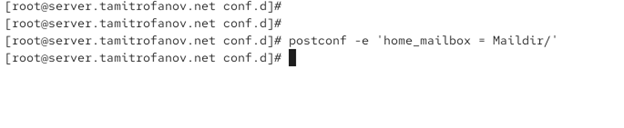 [root@server.tamitrofanov.net conf.d]#
[root@server.tamitrofanov.net conf.d]#
[root@server.tamitrofanov.net conf.d]# postconf -e 'home_mailbox = Maildir/'
[root@server.tamitrofanov.net conf.d]#